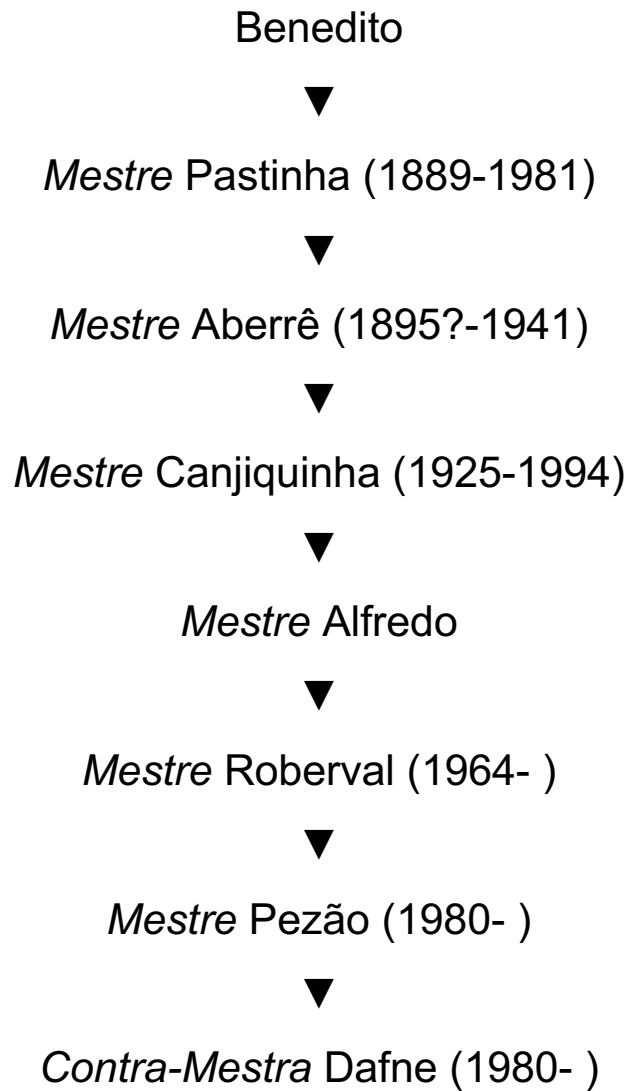 Benedito
▼
Mestre Pastinha (1889-1981)
▼
Mestre Aberrê (1895?-1941)
▼
Mestre Canjiquinha (1925-1994)
▼
Mestre Alfredo
▼
Mestre Roberval (1964- )
▼
Mestre Pezão (1980- )
▼
Contra-Mestra Dafne (1980- )